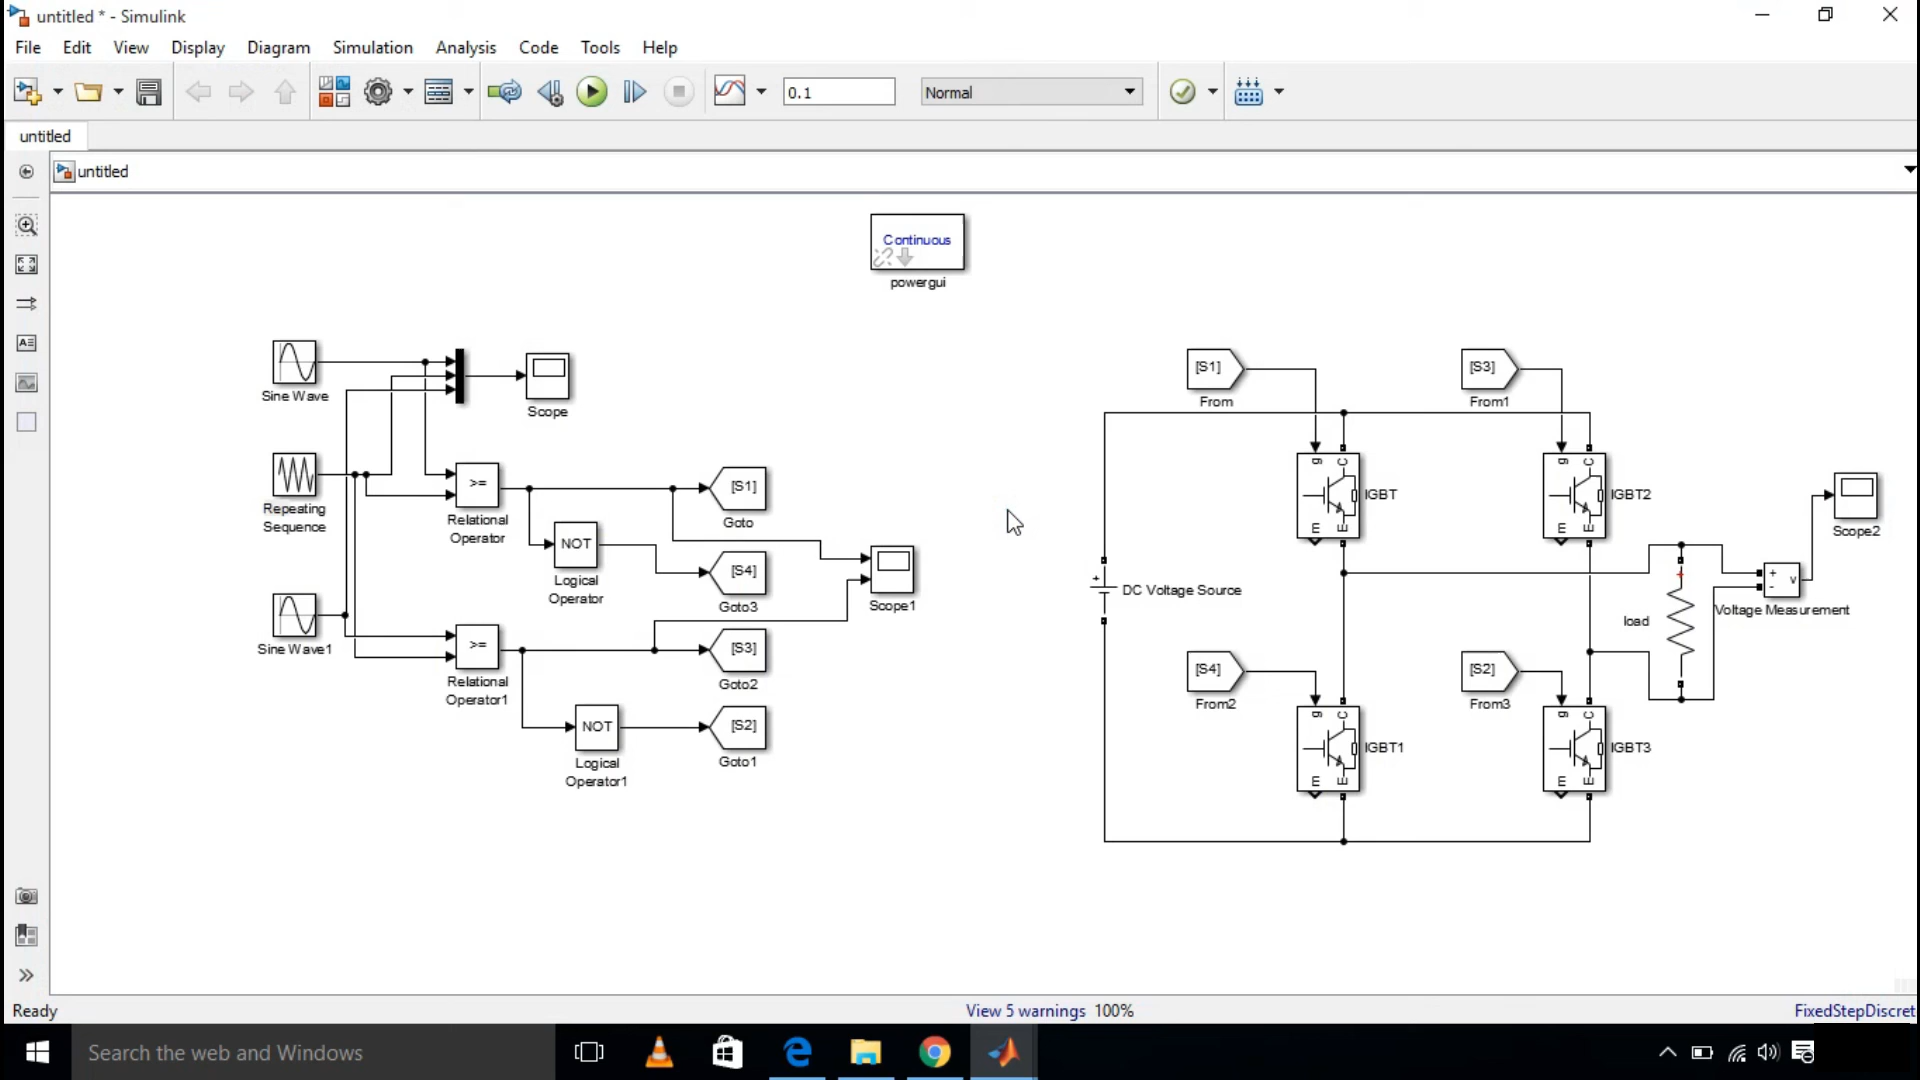 untitled * - Simulink
File Edit View Display Diagram Simulation Analysis Code Tools Help
0.1 Normal
untitled
untitled
Continuous
powergui
Sine Wave
Scope
Repeating
Sequence
>=
Relational
Operator
[S1]
Goto
NOT
Logical
Operator
[S4]
Goto3
Scope1
Sine Wave1
>=
Relational
Operator1
[S3]
Goto2
NOT
Logical
Operator1
[S2]
Goto1
[S1]
From
[S3]
From1
g C
m E
IGBT
g C
m E
IGBT2
Scope2
+
DC Voltage Source
+
load
+
-
v
Voltage Measurement
[S4]
From2
[S2]
From3
g C
m E
IGBT1
g C
m E
IGBT3
Ready View 5 warnings 100% FixedStepDiscret
Search the web and Windows